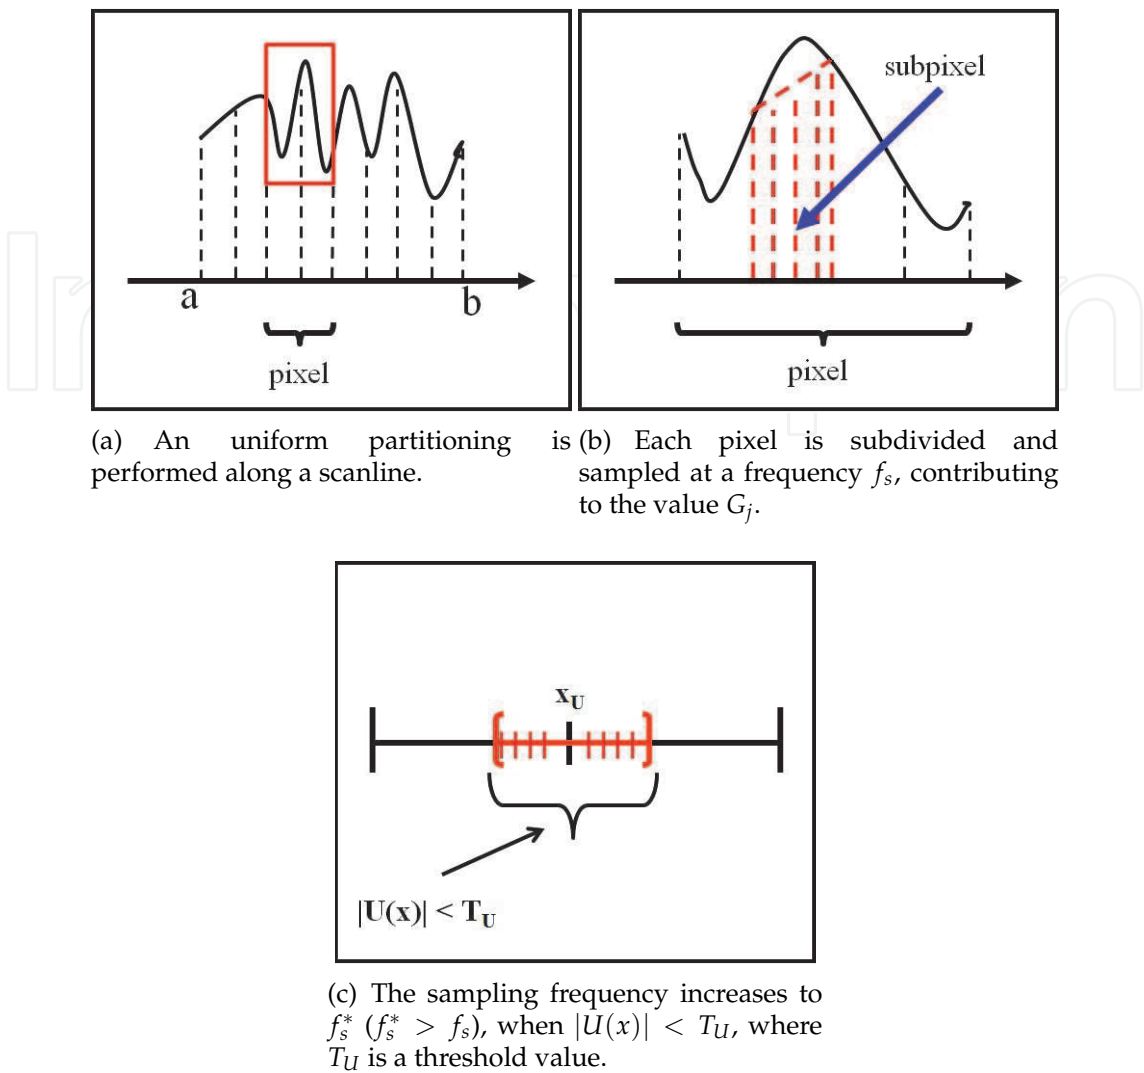 a
b
pixel
subpixel
pixel
(a) An uniform partitioning is
performed along a scanline.
(b) Each pixel is subdivided and
sampled at a frequency f_s, contributing
to the value G_j.
x_U
|U(x)| < T_U
(c) The sampling frequency increases to
f_s^* (f_s^* > f_s), when |U(x)| < T_U, where
T_U is a threshold value.